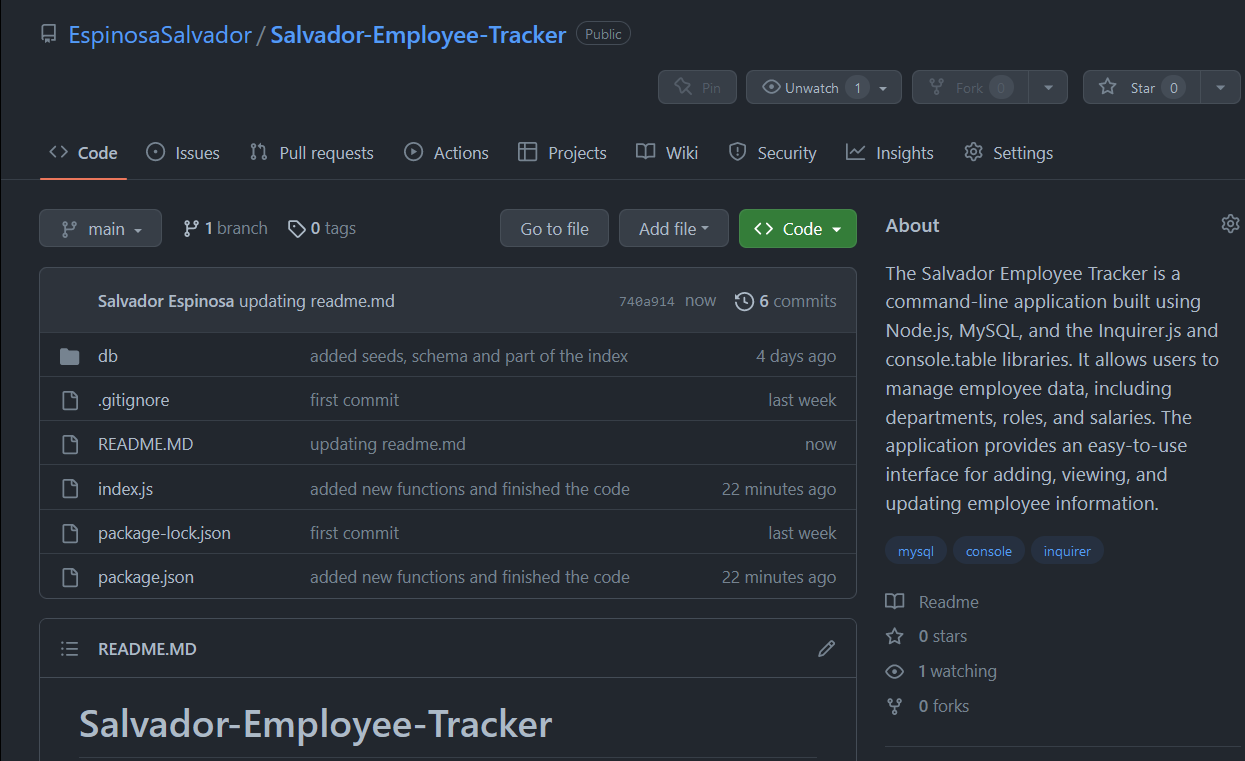 EspinosaSalvador / Salvador-Employee-Tracker Public
Pin Unwatch 1 Fork 0 Star 0
Code Issues Pull requests Actions Projects Wiki Security Insights Settings
main 1 branch 0 tags Go to file Add file Code
Salvador Espinosa updating readme.md 740a914 now 6 commits
db added seeds, schema and part of the index 4 days ago
.gitignore first commit last week
README.MD updating readme.md now
index.js added new functions and finished the code 22 minutes ago
package-lock.json first commit last week
package.json added new functions and finished the code 22 minutes ago
README.MD
Salvador-Employee-Tracker
About
The Salvador Employee Tracker is a
command-line application built using
Node.js, MySQL, and the Inquirer.js and
console.table libraries. It allows users to
manage employee data, including
departments, roles, and salaries. The
application provides an easy-to-use
interface for adding, viewing, and
updating employee information.
mysql console inquirer
Readme
0 stars
1 watching
0 forks